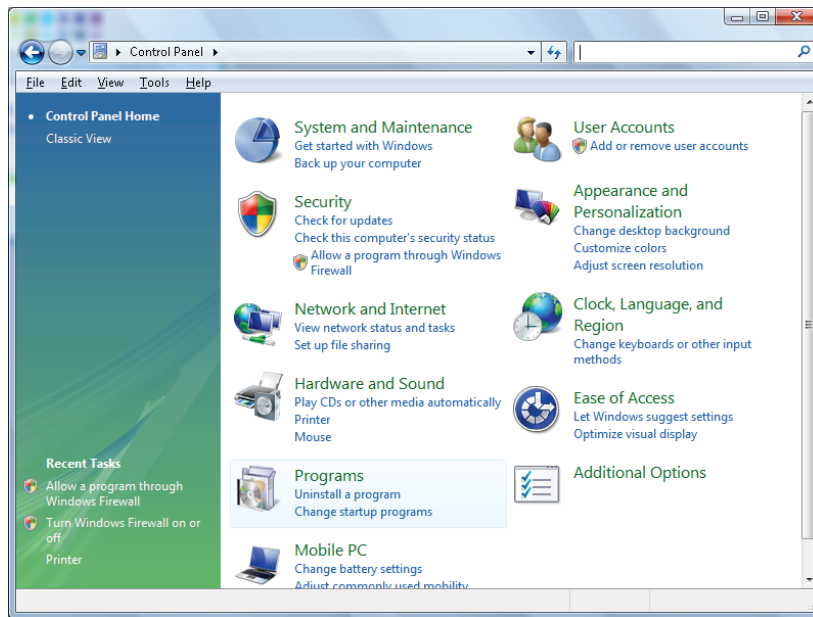 Control Panel
File Edit View Tools Help
Control Panel Home
Classic View
Recent Tasks
Allow a program through
Windows Firewall
Turn Windows Firewall on or
off
Printer
System and Maintenance
Get started with Windows
Back up your computer
Security
Check for updates
Check this computer's security status
Allow a program through Windows
Firewall
Network and Internet
View network status and tasks
Set up file sharing
Hardware and Sound
Play CDs or other media automatically
Printer
Mouse
Programs
Uninstall a program
Change startup programs
Mobile PC
Change battery settings
Adjust commonly used mobility
User Accounts
Add or remove user accounts
Appearance and
Personalization
Change desktop background
Customize colors
Adjust screen resolution
Clock, Language, and
Region
Change keyboards or other input
methods
Ease of Access
Let Windows suggest settings
Optimize visual display
Additional Options